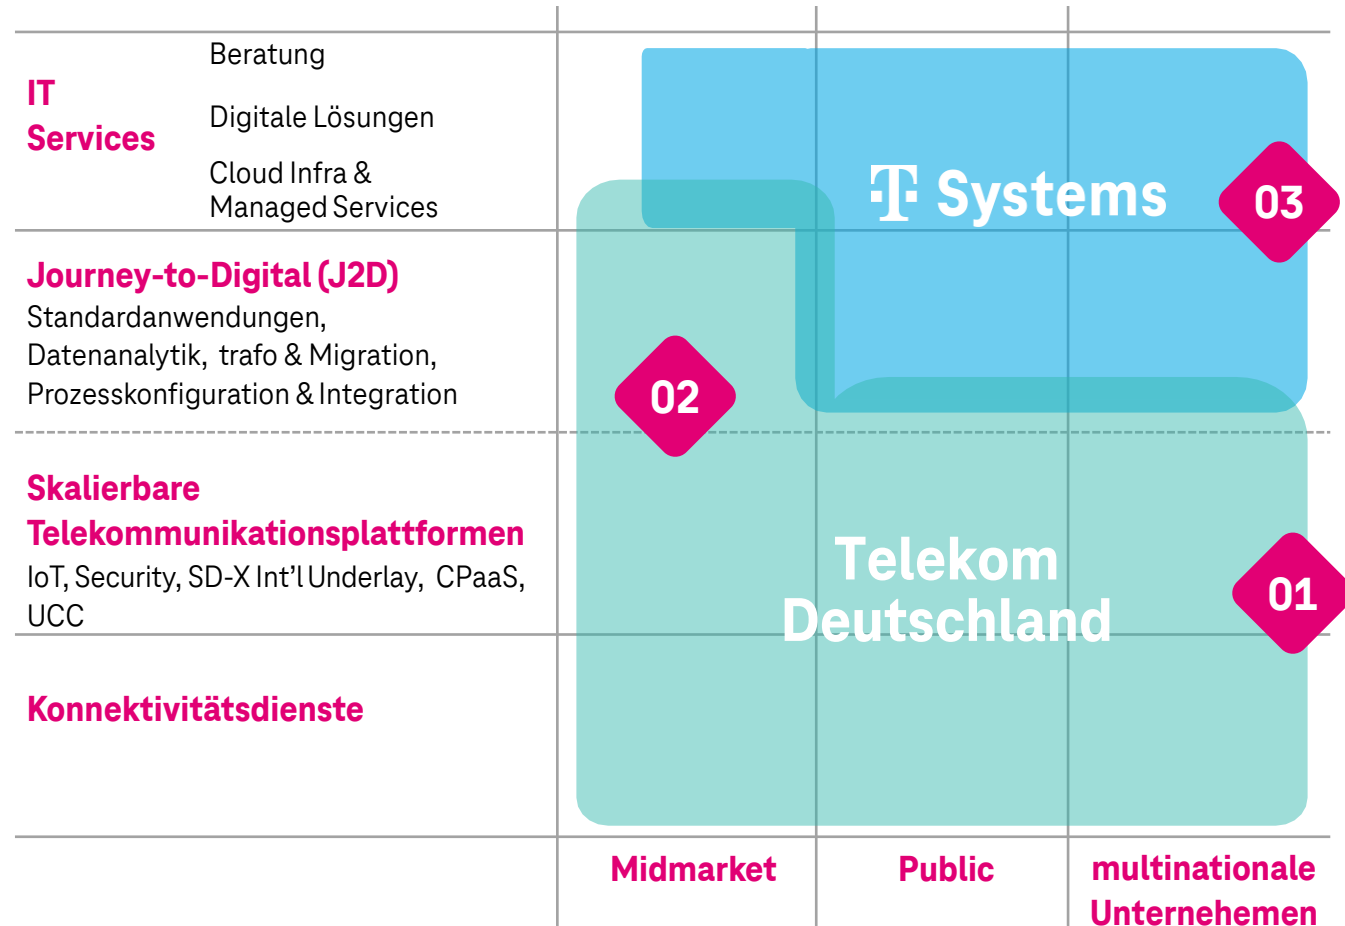 IT
Services
Beratung
Digitale Lösungen
Cloud Infra &
Managed Services
T Systems
03
Journey-to-Digital (J2D)
Standardanwendungen,
Datenanalytik, trafo & Migration,
Prozesskonfiguration & Integration
02
Skalierbare
Telekommunikationsplattformen
IoT, Security, SD-X Int'l Underlay, CPaaS,
UCC
Telekom
Deutschland
01
Konnektivitätsdienste
Midmarket
Public
multinationale
Unternehemen